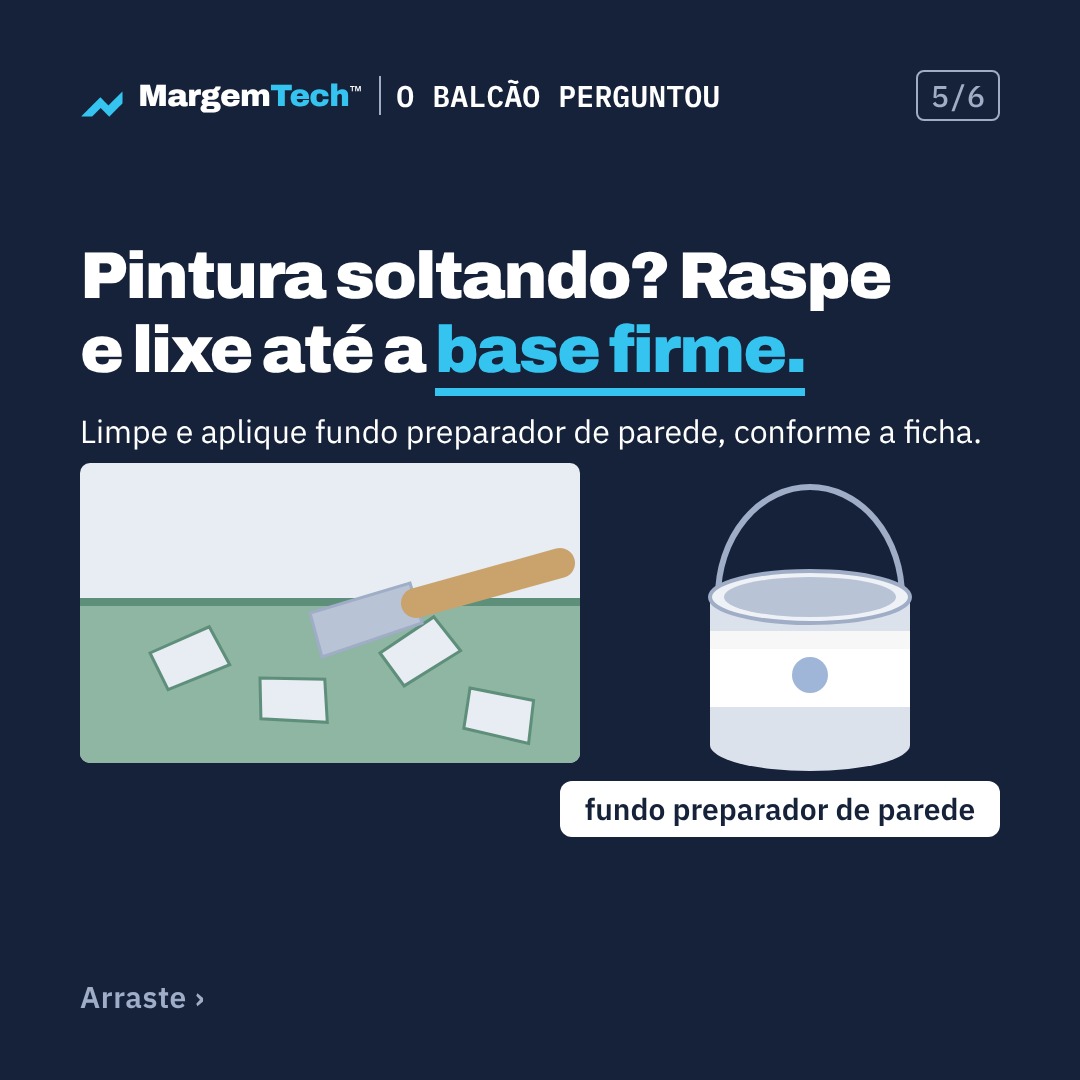 MargemTech™ | O BALCÃO PERGUNTOU
5/6
Pintura soltando? Raspe
e lixe até a base firme.
Limpe e aplique fundo preparador de parede, conforme a ficha.
fundo preparador de parede
Arraste ›